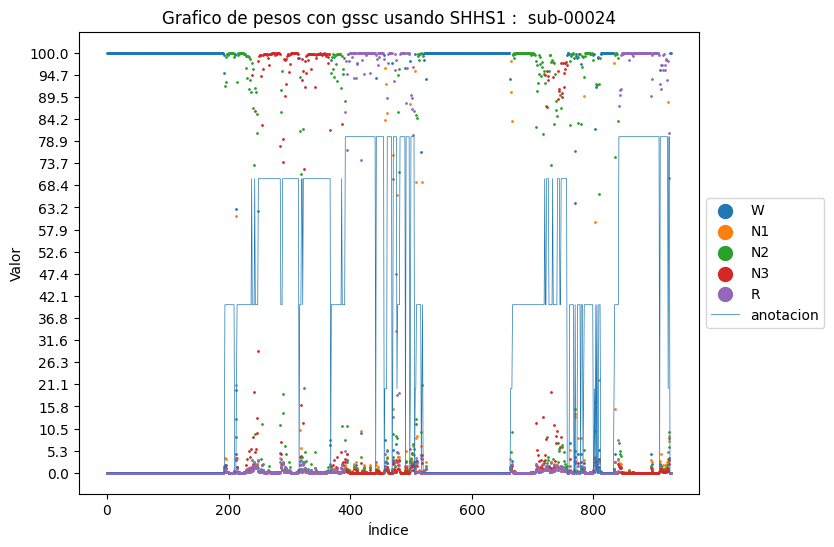 Grafico de pesos con gssc usando SHHS1 :  sub-00024
Valor
100.0
94.7
89.5
84.2
78.9
73.7
68.4
63.2
57.9
52.6
47.4
42.1
36.8
31.6
26.3
21.1
15.8
10.5
5.3
0.0
0 200 400 600 800
Índice
W
N1
N2
N3
R
anotacion